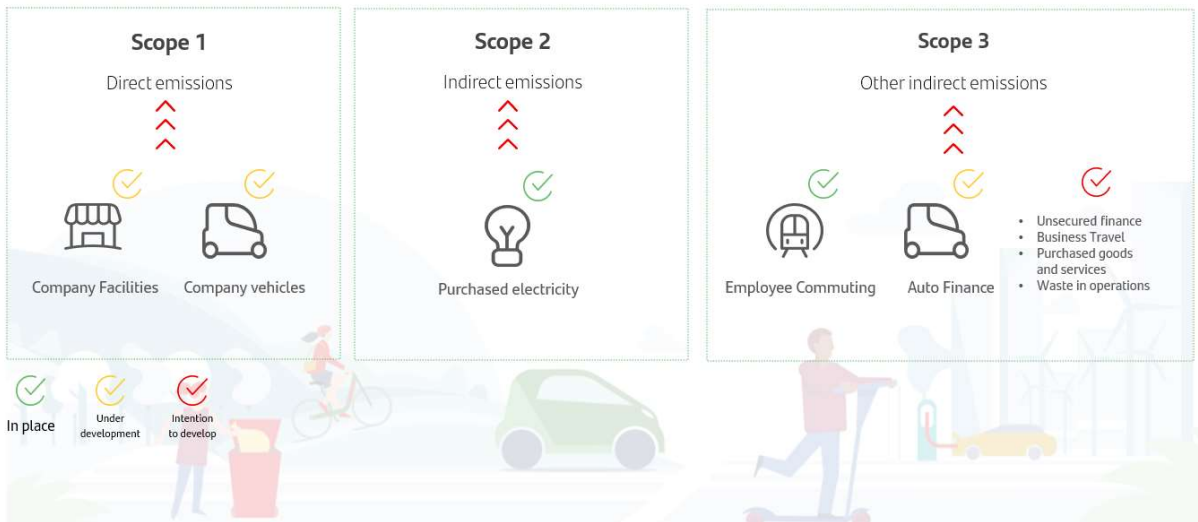 Scope 1
Direct emissions
Company Facilities
Company vehicles
Scope 2
Indirect emissions
Purchased electricity
Scope 3
Other indirect emissions
Employee Commuting
Auto Finance
• Unsecured finance
• Business Travel
• Purchased goods
and services
• Waste in operations
In place
Under
development
Intention
to develop